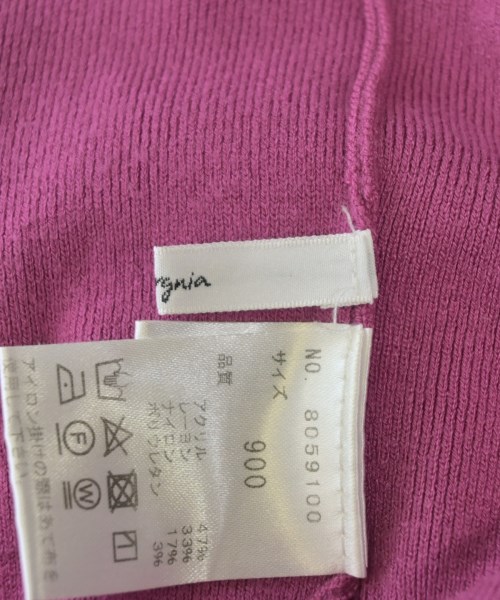 rgnia
NO. 8059100
サイズ
900
品質
アクリル 47%
レーヨン 33%
ナイロン 17%
ポリウレタン 3%
W
アイロン掛けの際はあて布を
使用して下さい